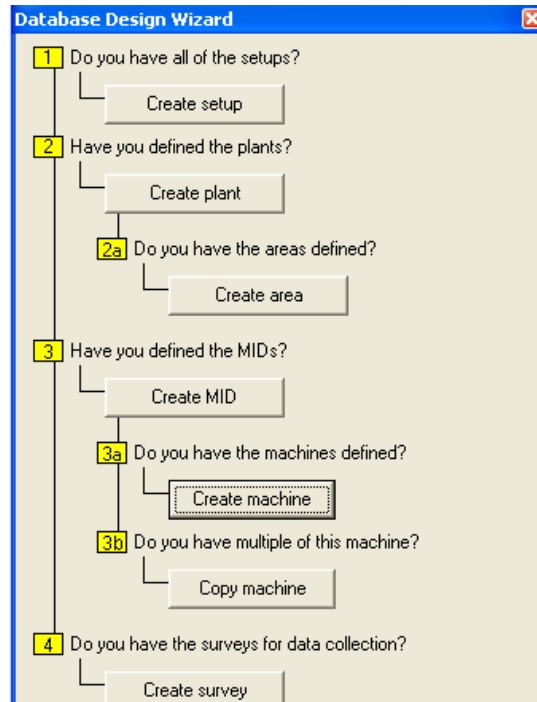 Database Design Wizard
1 Do you have all of the setups?
Create setup
2 Have you defined the plants?
Create plant
2a Do you have the areas defined?
Create area
3 Have you defined the MIDs?
Create MID
3a Do you have the machines defined?
Create machine
3b Do you have multiple of this machine?
Copy machine
4 Do you have the surveys for data collection?
Create survey